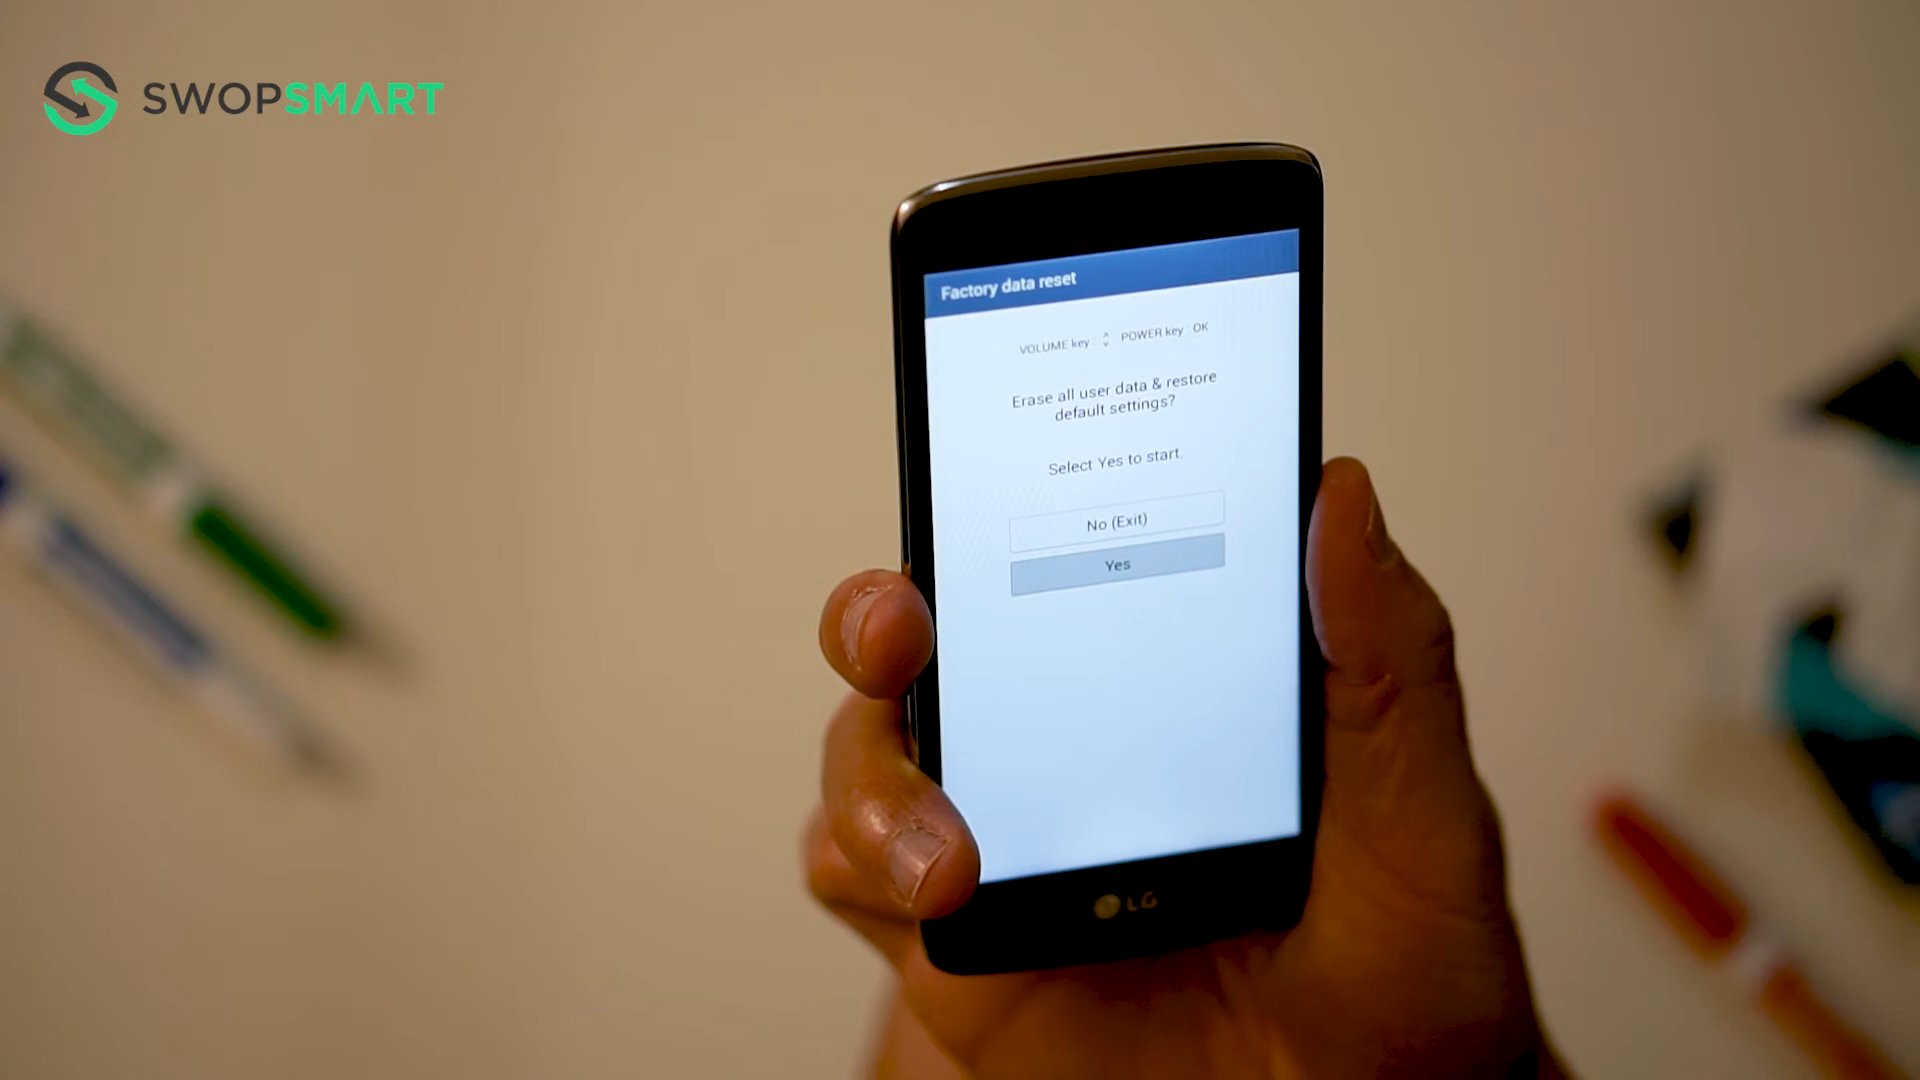 SWOPSMART
Factory data reset
VOLUME key : POWER key : OK
Erase all user data & restore
default settings?
Select Yes to start.
No (Exit)
Yes
LG